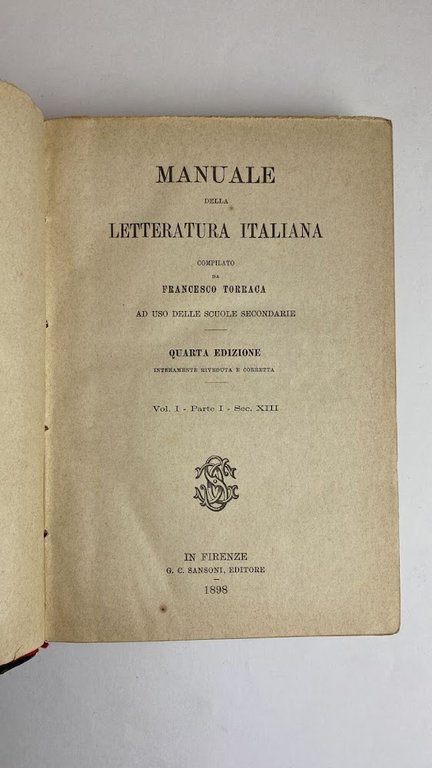 MANUALE
DELLA
LETTERATURA ITALIANA
COMPILATO
DA
FRANCESCO TORRACA
AD USO DELLE SCUOLE SECONDARIE
QUARTA EDIZIONE
INTERAMENTE RIVEDUTA E CORRETTA
Vol. I - Parte I - Sec. XIII
IN FIRENZE
G. C. SANSONI, EDITORE
1898